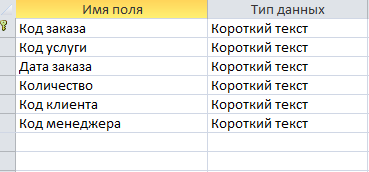 Имя поля Тип данных
Код заказа Короткий текст
Код услуги Короткий текст
Дата заказа Короткий текст
Количество Короткий текст
Код клиента Короткий текст
Код менеджера Короткий текст